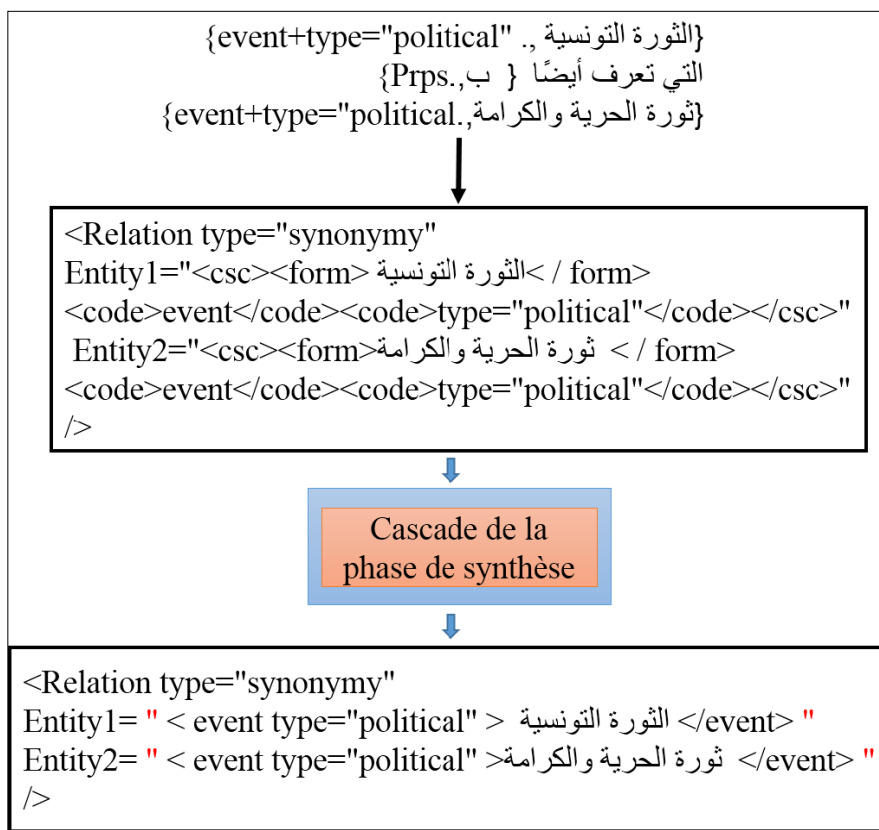 {الثورة التونسية ,. event+type="political"}
التي تعرف أيضًا { ب,.Prps}
{ثورة الحرية والكرامة,.event+type="political}
<Relation type="synonymy"
Entity1="<csc><form> الثورة التونسية< / form>
<code>event</code><code>type="political"</code></csc>"
Entity2="<csc><form>ثورة الحرية والكرامة < / form>
<code>event</code><code>type="political"</code></csc>"
/>
Cascade de la
phase de synthèse
<Relation type="synonymy"
Entity1= " < event type="political" > الثورة التونسية </event> "
Entity2= " < event type="political" >ثورة الحرية والكرامة </event> "
/>